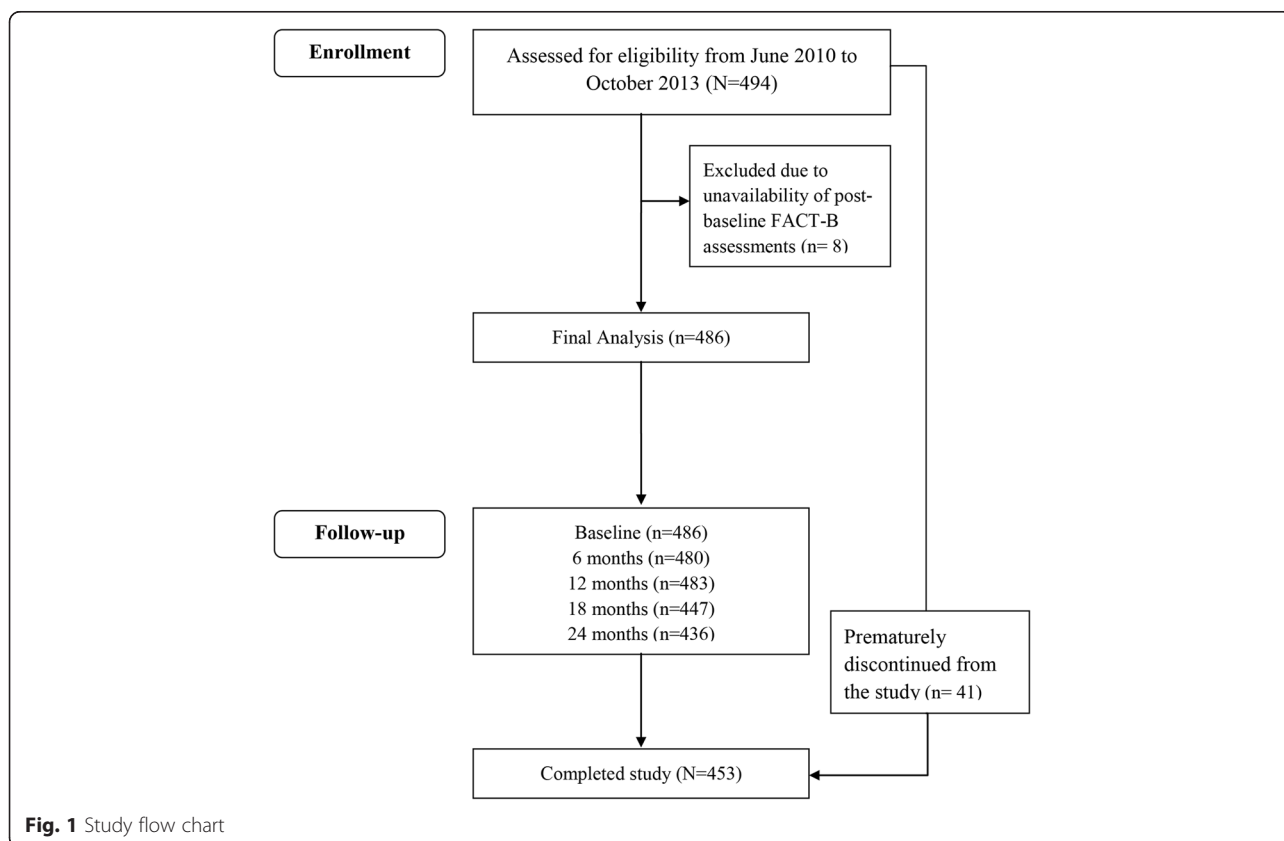 Enrollment
Assessed for eligibility from June 2010 to
October 2013 (N=494)
Excluded due to
unavailability of post-
baseline FACT-B
assessments (n= 8)
Final Analysis (n=486)
Follow-up
Baseline (n=486)
6 months (n=480)
12 months (n=483)
18 months (n=447)
24 months (n=436)
Prematurely
discontinued from
the study (n= 41)
Completed study (N=453)
Fig. 1 Study flow chart